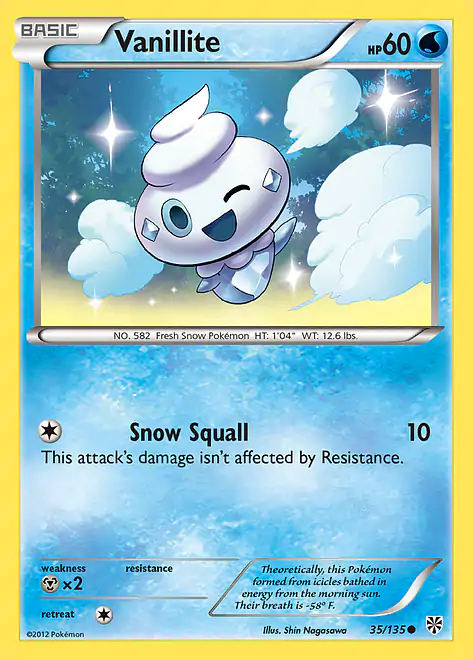 BASIC
Vanillite
HP60
NO. 582 Fresh Snow Pokémon HT: 1'04" WT: 12.6 lbs.
Snow Squall 10
This attack's damage isn't affected by Resistance.
weakness resistance
×2
retreat
Theoretically, this Pokémon
formed from icicles bathed in
energy from the morning sun.
Their breath is -58º F.
©2012 Pokémon
Illus. Shin Nagasawa
35/135